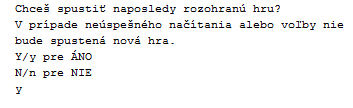 Chceš spustiť naposledy rozohranú hru?
V prípade neúspešného načítania alebo voľby nie
bude spustená nová hra.
Y/y pre ÁNO
N/n pre NIE
y